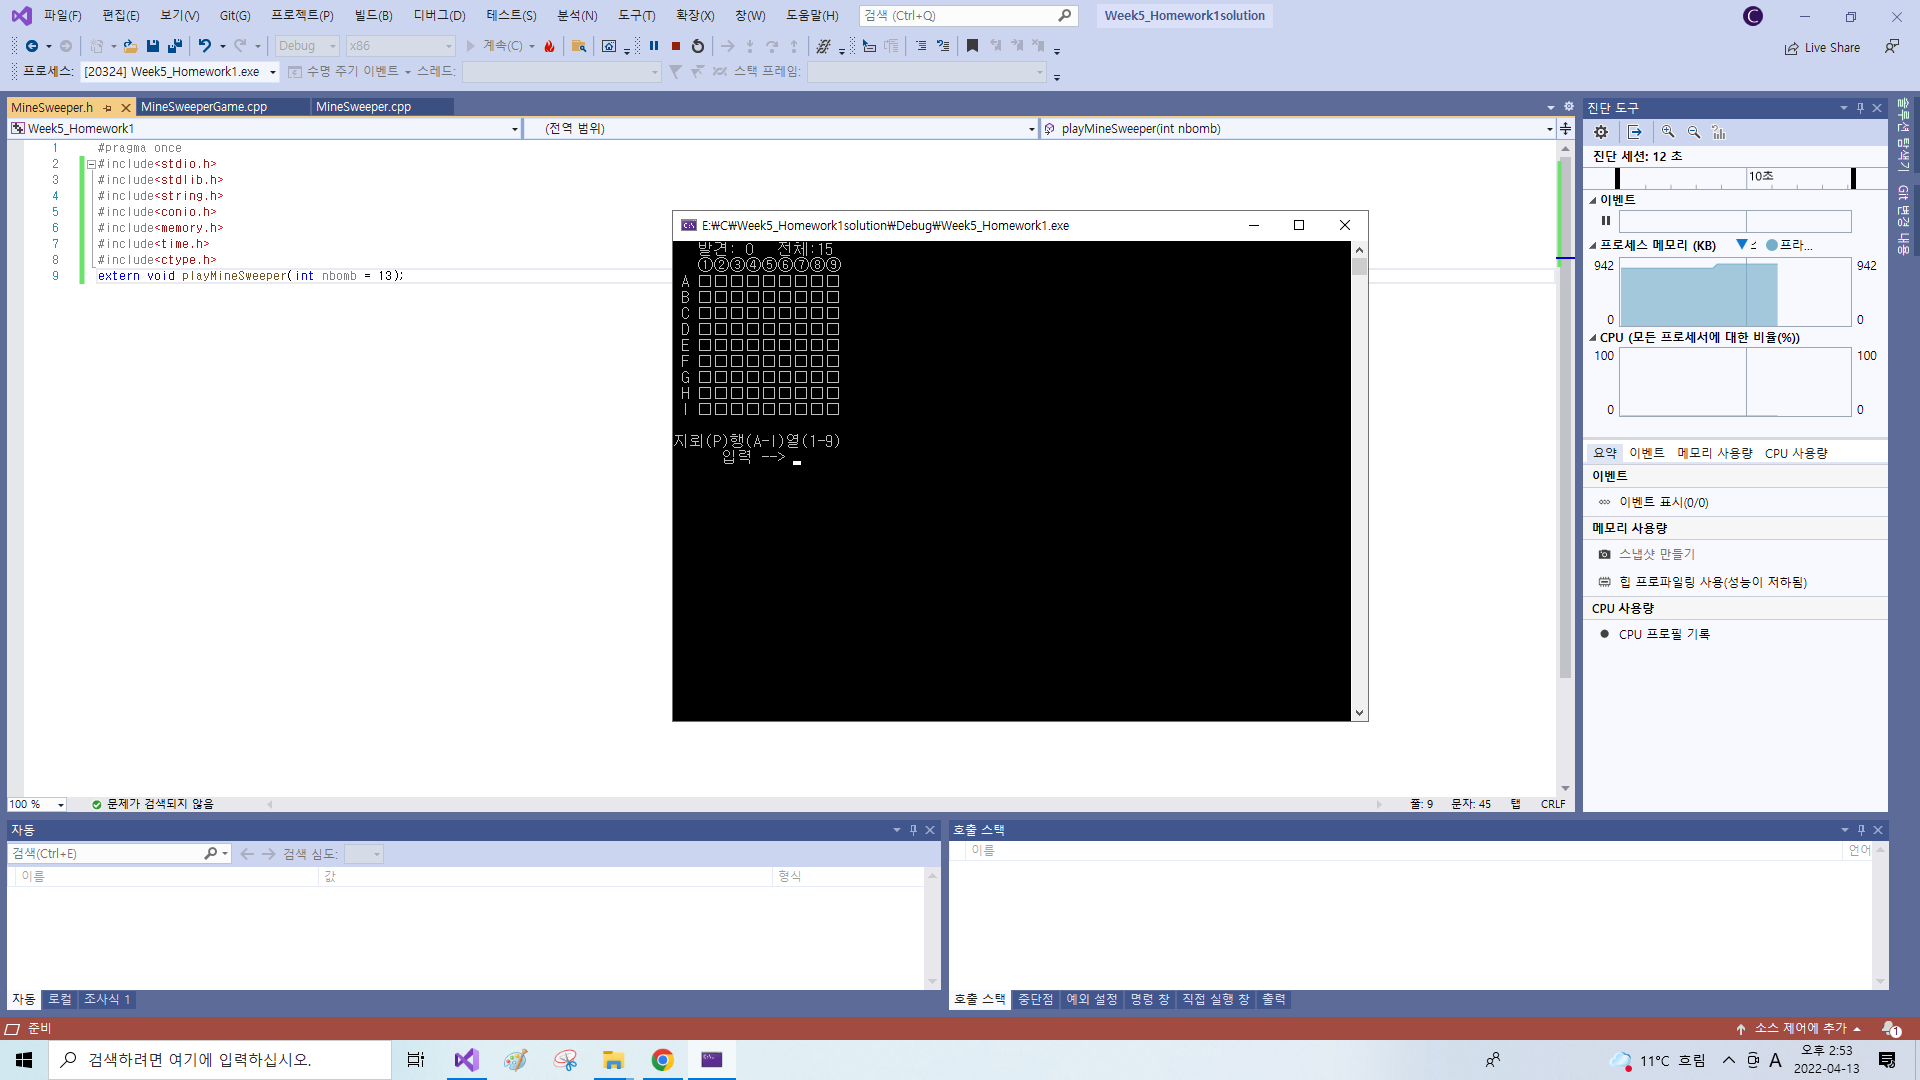 파일(F) 편집(E) 보기(V) Git(G) 프로젝트(P) 빌드(B) 디버그(D) 테스트(S) 분석(N) 도구(T) 확장(X) 창(W) 도움말(H) 검색 (Ctrl+Q) Week5_Homework1solution C
Debug x86 계속(C) Live Share
프로세스: [20324] Week5_Homework1.exe 수명 주기 이벤트 스레드: 스택 프레임:
MineSweeper.h MineSweeperGame.cpp MineSweeper.cpp
Week5_Homework1 (전역 범위) playMineSweeper(int nbomb)
1 #pragma once
2 #include<stdio.h>
3 #include<stdlib.h>
4 #include<string.h>
5 #include<conio.h>
6 #include<memory.h>
7 #include<time.h>
8 #include<ctype.h>
9 extern void playMineSweeper(int nbomb = 13);
E:₩C₩Week5_Homework1solution₩Debug₩Week5_Homework1.exe
발견: 0 전체:15
①②③④⑤⑥⑦⑧⑨
A □□□□□□□□□
B □□□□□□□□□
C □□□□□□□□□
D □□□□□□□□□
E □□□□□□□□□
F □□□□□□□□□
G □□□□□□□□□
H □□□□□□□□□
I □□□□□□□□□
지뢰(P)행(A-I)열(1-9)
입력 -->
진단 도구
진단 세션: 12 초
10초
이벤트
프로세스 메모리 (KB) 프라...
942 942
0 0
CPU (모든 프로세서에 대한 비율(%))
100 100
0 0
요약 이벤트 메모리 사용량 CPU 사용량
이벤트
이벤트 표시(0/0)
메모리 사용량
스냅샷 만들기
힙 프로파일링 사용(성능이 저하됨)
CPU 사용량
CPU 프로필 기록
솔루션 탐색기
Git 변경 내용
100 % 문제가 검색되지 않음 줄: 9 문자: 45 탭 CRLF
자동
검색(Ctrl+E) 검색 심도:
이름 값 형식
자동 로컬 조사식 1
호출 스택
이름 언어
호출 스택 중단점 예외 설정 명령 창 직접 실행 창 출력
준비 소스 제어에 추가 1
검색하려면 여기에 입력하십시오. 11°C 흐림 A 오후 2:53
2022-04-13